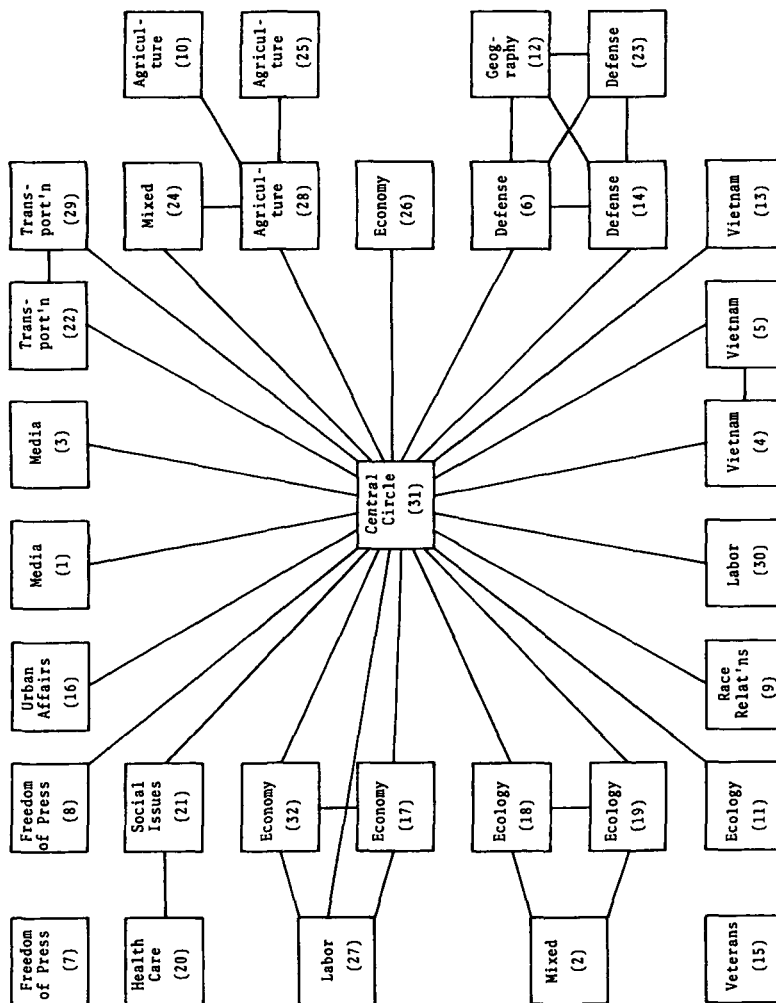 Freedom
of Press
(7)
Freedom
of Press
(8)
Urban
Affairs
(16)
Media
(1)
Media
(3)
Trans-
port'n
(22)
Trans-
port'n
(29)
Health
Care
(20)
Social
Issues
(21)
Mixed
(24)
Agricul-
ture
(10)
Economy
(32)
Agricul-
ture
(28)
Agricul-
ture
(25)
Labor
(27)
Economy
(17)
Central
Circle
(31)
Economy
(26)
Ecology
(18)
Defense
(6)
Geog-
raphy
(12)
Mixed
(2)
Ecology
(19)
Defense
(14)
Defense
(23)
Veterans
(15)
Ecology
(11)
Race
Relat'ns
(9)
Labor
(30)
Vietnam
(4)
Vietnam
(5)
Vietnam
(13)